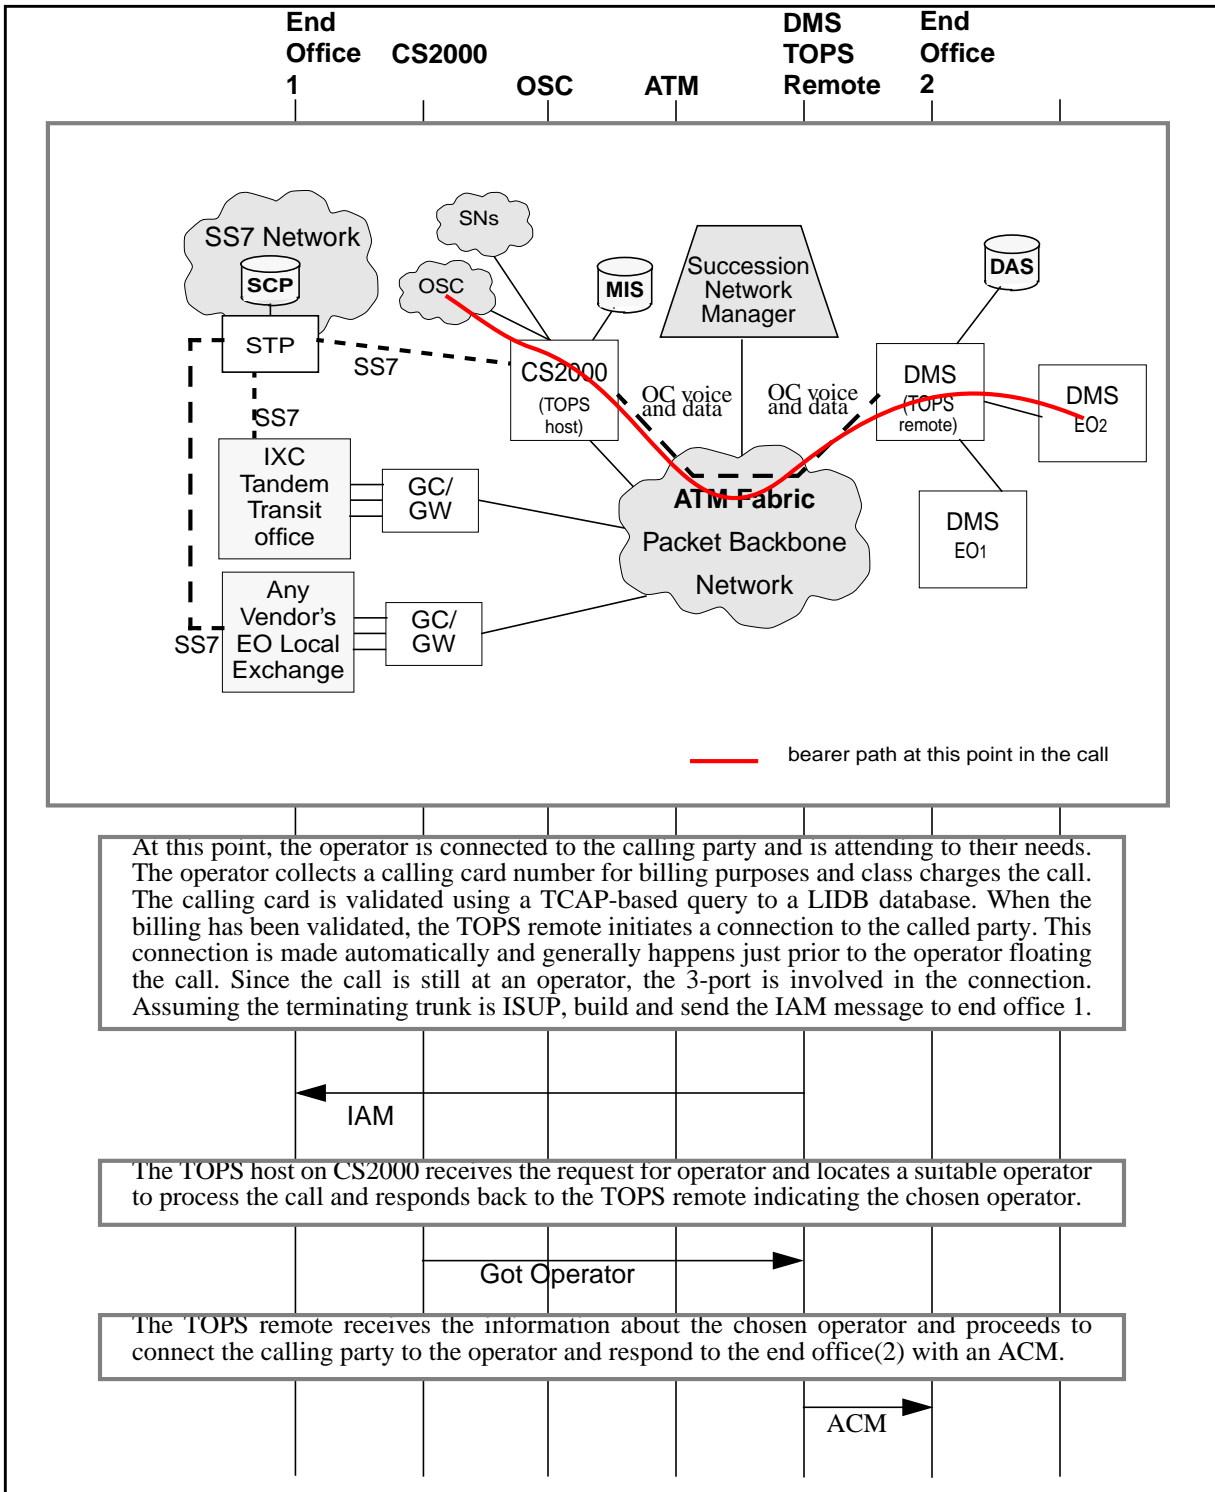 End
Office
1
CS2000
OSC
ATM
DMS
TOPS
Remote
End
Office
2
SS7 Network
SCP
STP
SNs
OSC
MIS
Succession
Network
Manager
DAS
SS7
CS2000
(TOPS
host)
OC voice
and data
OC voice
and data
DMS
(TOPS
remote)
DMS
EO2
SS7
IXC
Tandem
Transit
office
GC/
GW
ATM Fabric
Packet Backbone
Network
DMS
EO1
SS7
Any
Vendor's
EO Local
Exchange
GC/
GW
bearer path at this point in the call
At this point, the operator is connected to the calling party and is attending to their needs.
The operator collects a calling card number for billing purposes and class charges the call.
The calling card is validated using a TCAP-based query to a LIDB database. When the
billing has been validated, the TOPS remote initiates a connection to the called party. This
connection is made automatically and generally happens just prior to the operator floating
the call. Since the call is still at an operator, the 3-port is involved in the connection.
Assuming the terminating trunk is ISUP, build and send the IAM message to end office 1.
IAM
The TOPS host on CS2000 receives the request for operator and locates a suitable operator
to process the call and responds back to the TOPS remote indicating the chosen operator.
Got Operator
The TOPS remote receives the information about the chosen operator and proceeds to
connect the calling party to the operator and respond to the end office(2) with an ACM.
ACM